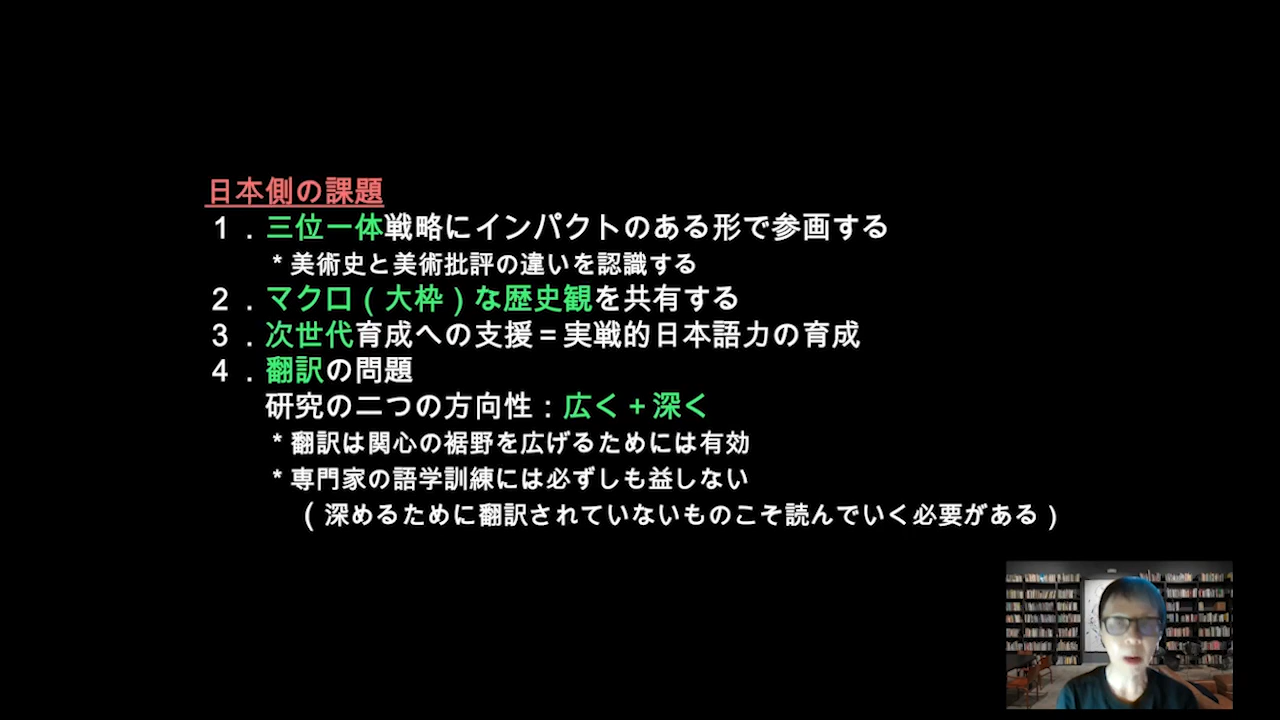 日本側の課題
１．三位一体戦略にインパクトのある形で参画する
＊美術史と美術批評の違いを認識する
２．マクロ（大枠）な歴史観を共有する
３．次世代育成への支援＝実戦的日本語力の育成
４．翻訳の問題
研究の二つの方向性：広く＋深く
＊翻訳は関心の裾野を広げるためには有効
＊専門家の語学訓練には必ずしも益しない
（深めるために翻訳されていないものこそ読んでいく必要がある）